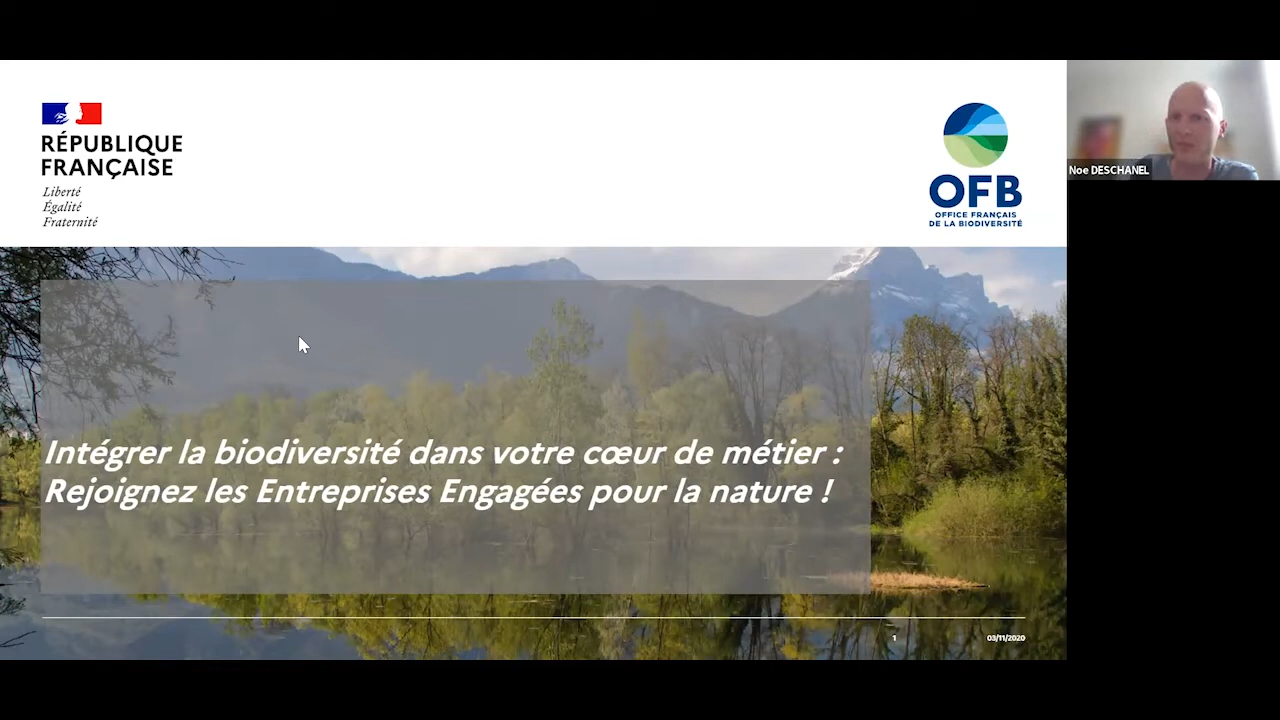 RÉPUBLIQUE
FRANÇAISE
Liberté
Égalité
Fraternité
OFB
OFFICE FRANÇAIS
DE LA BIODIVERSITÉ
Noe DESCHANEL
Intégrer la biodiversité dans votre cœur de métier :
Rejoignez les Entreprises Engagées pour la nature !
1
03/11/2020